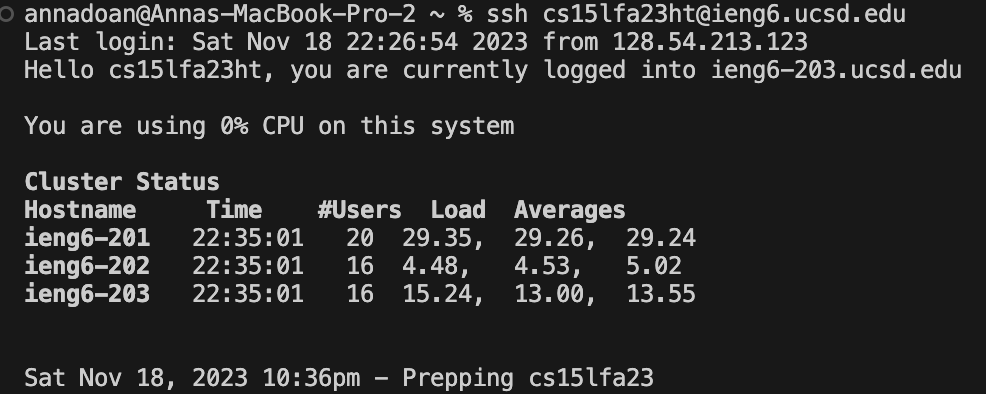 annadoan@Annas-MacBook-Pro-2 ~ % ssh cs15lfa23ht@ieng6.ucsd.edu
Last login: Sat Nov 18 22:26:54 2023 from 128.54.213.123
Hello cs15lfa23ht, you are currently logged into ieng6-203.ucsd.edu
You are using 0% CPU on this system
Cluster Status
Hostname     Time    #Users  Load  Averages
ieng6-201   22:35:01   20  29.35,  29.26,  29.24
ieng6-202   22:35:01   16  4.48,   4.53,   5.02
ieng6-203   22:35:01   16  15.24,  13.00,  13.55
Sat Nov 18, 2023 10:36pm - Prepping cs15lfa23